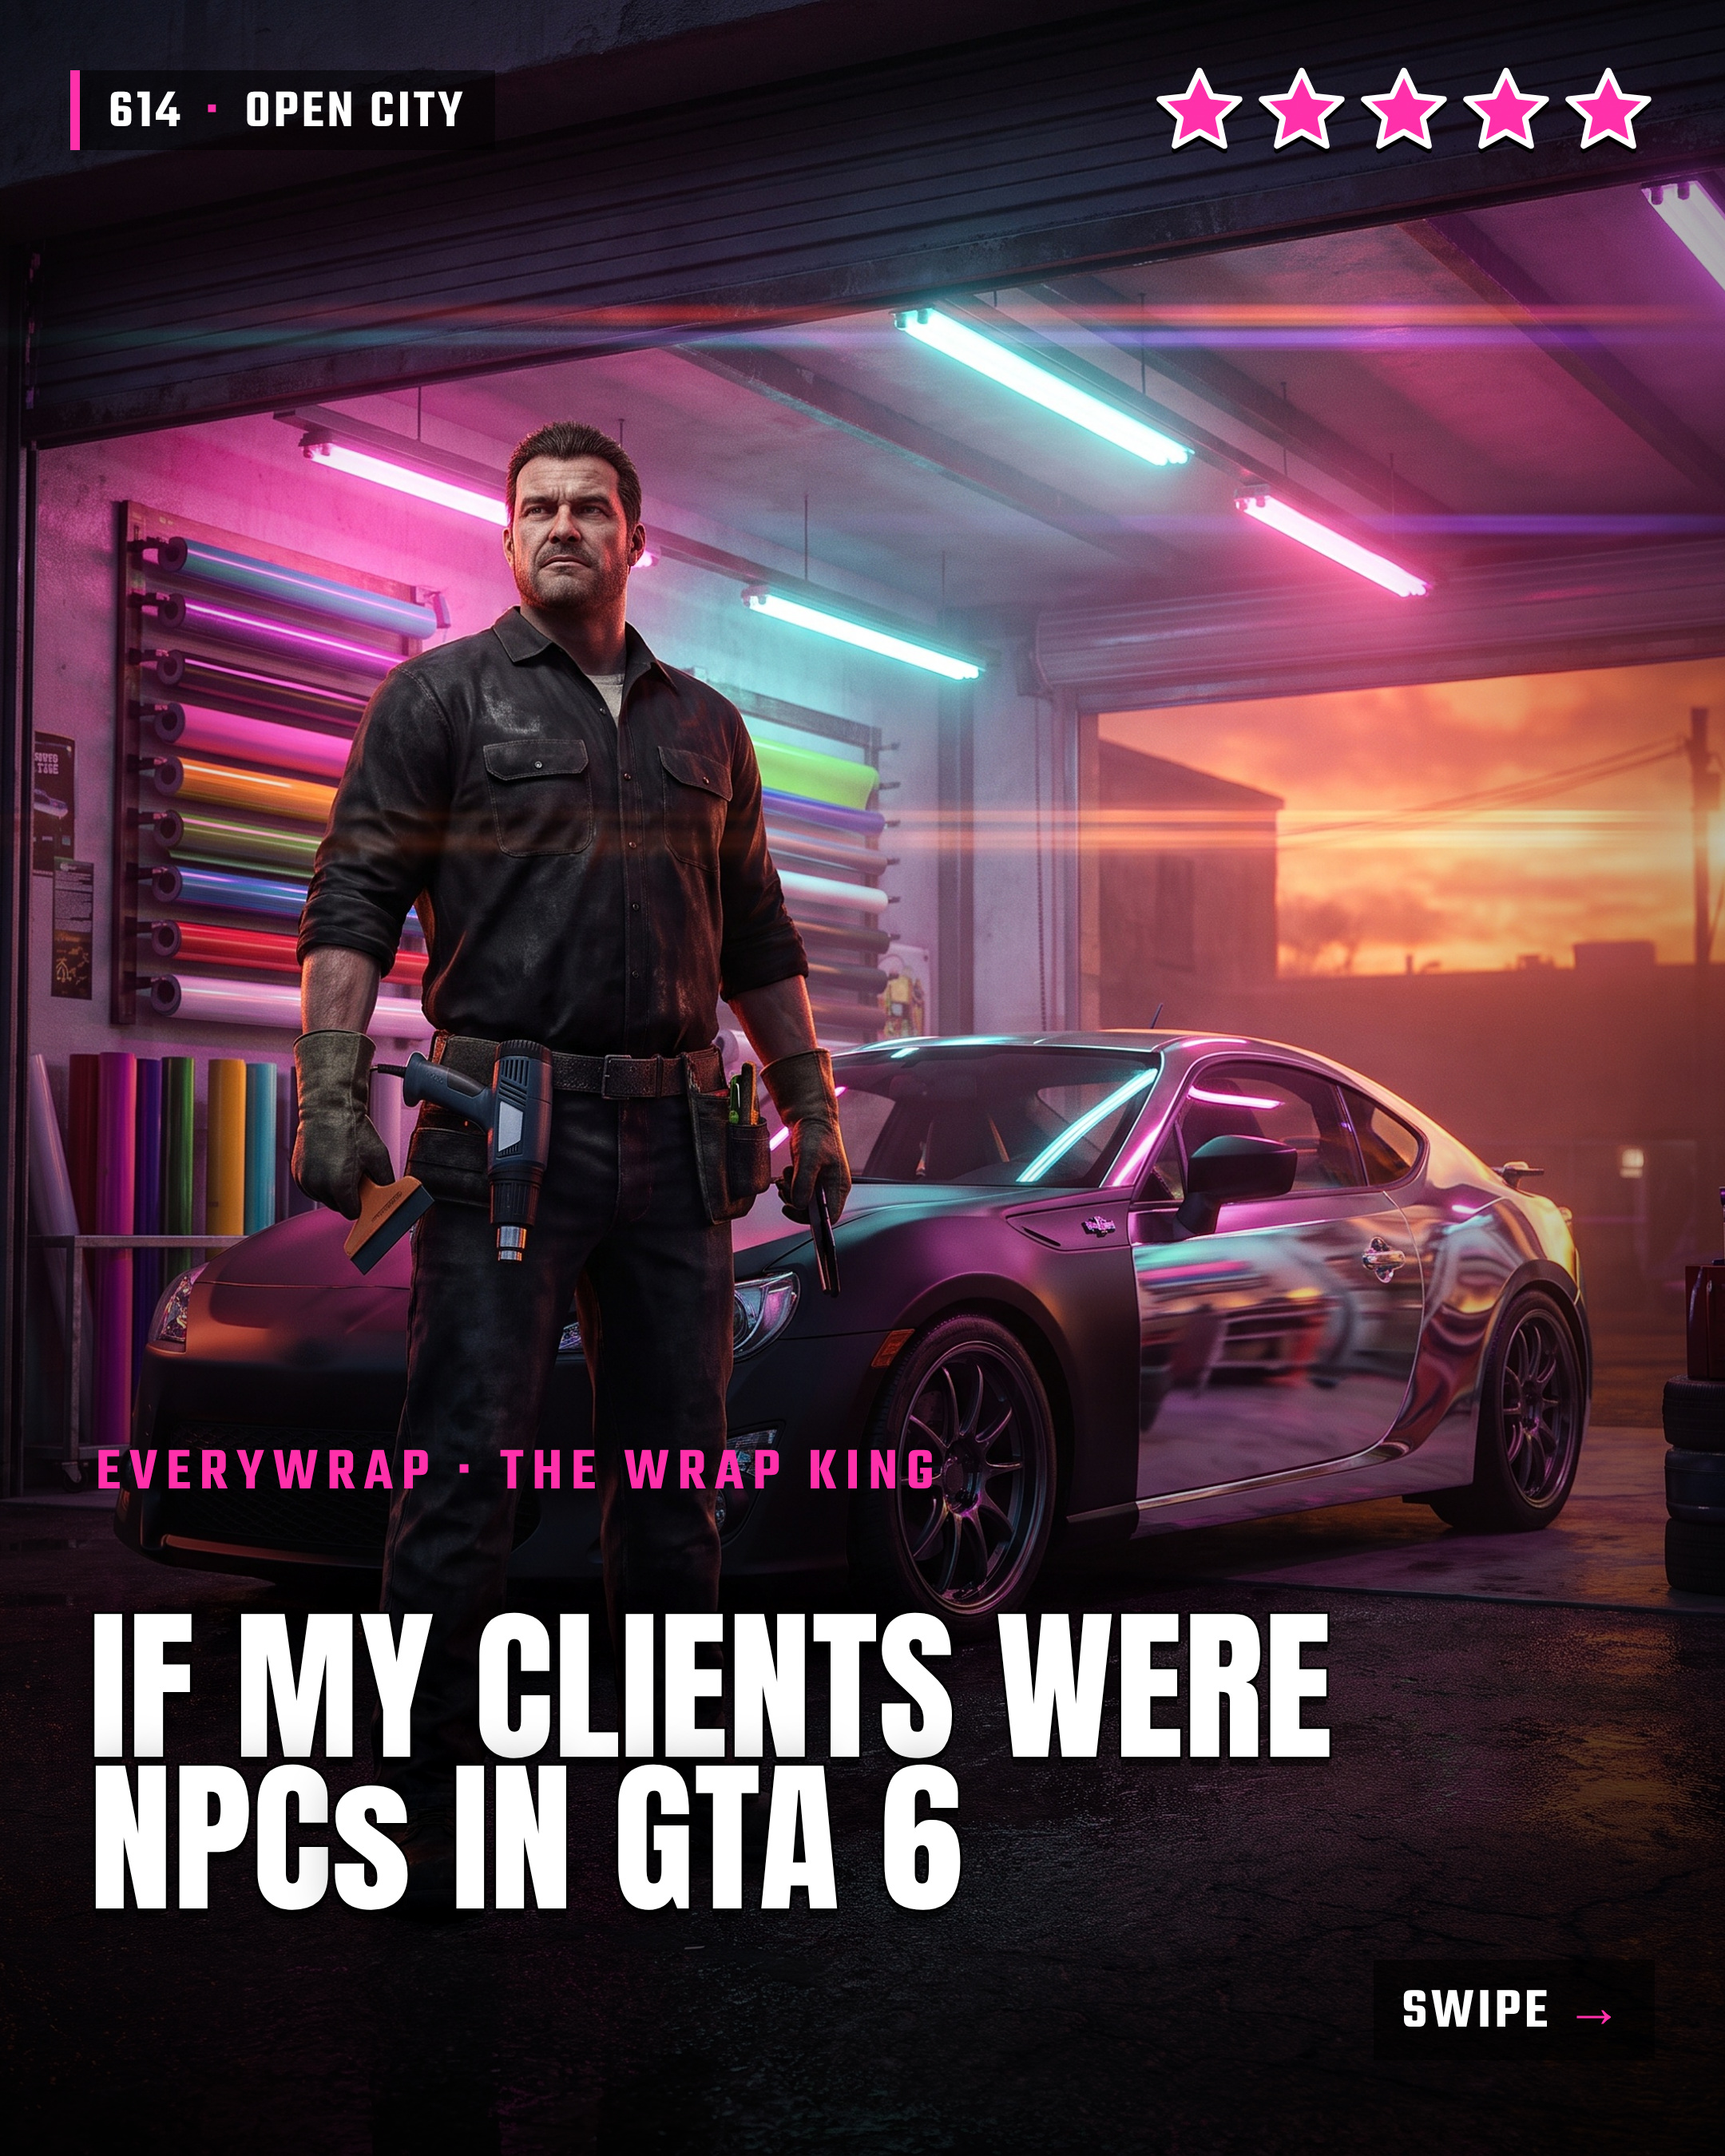 614 · OPEN CITY
EVERYWRAP · THE WRAP KING
IF MY CLIENTS WERE
NPCs IN GTA 6
SWIPE →